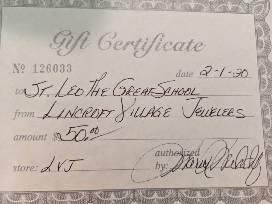 Gift Certificate
No 126033
date 2-1-20
to ST. LEO THE GREAT SCHOOL
from LINCROFT VILLAGE JEWELERS
amount $50.00
authorized
store: LVJ by: